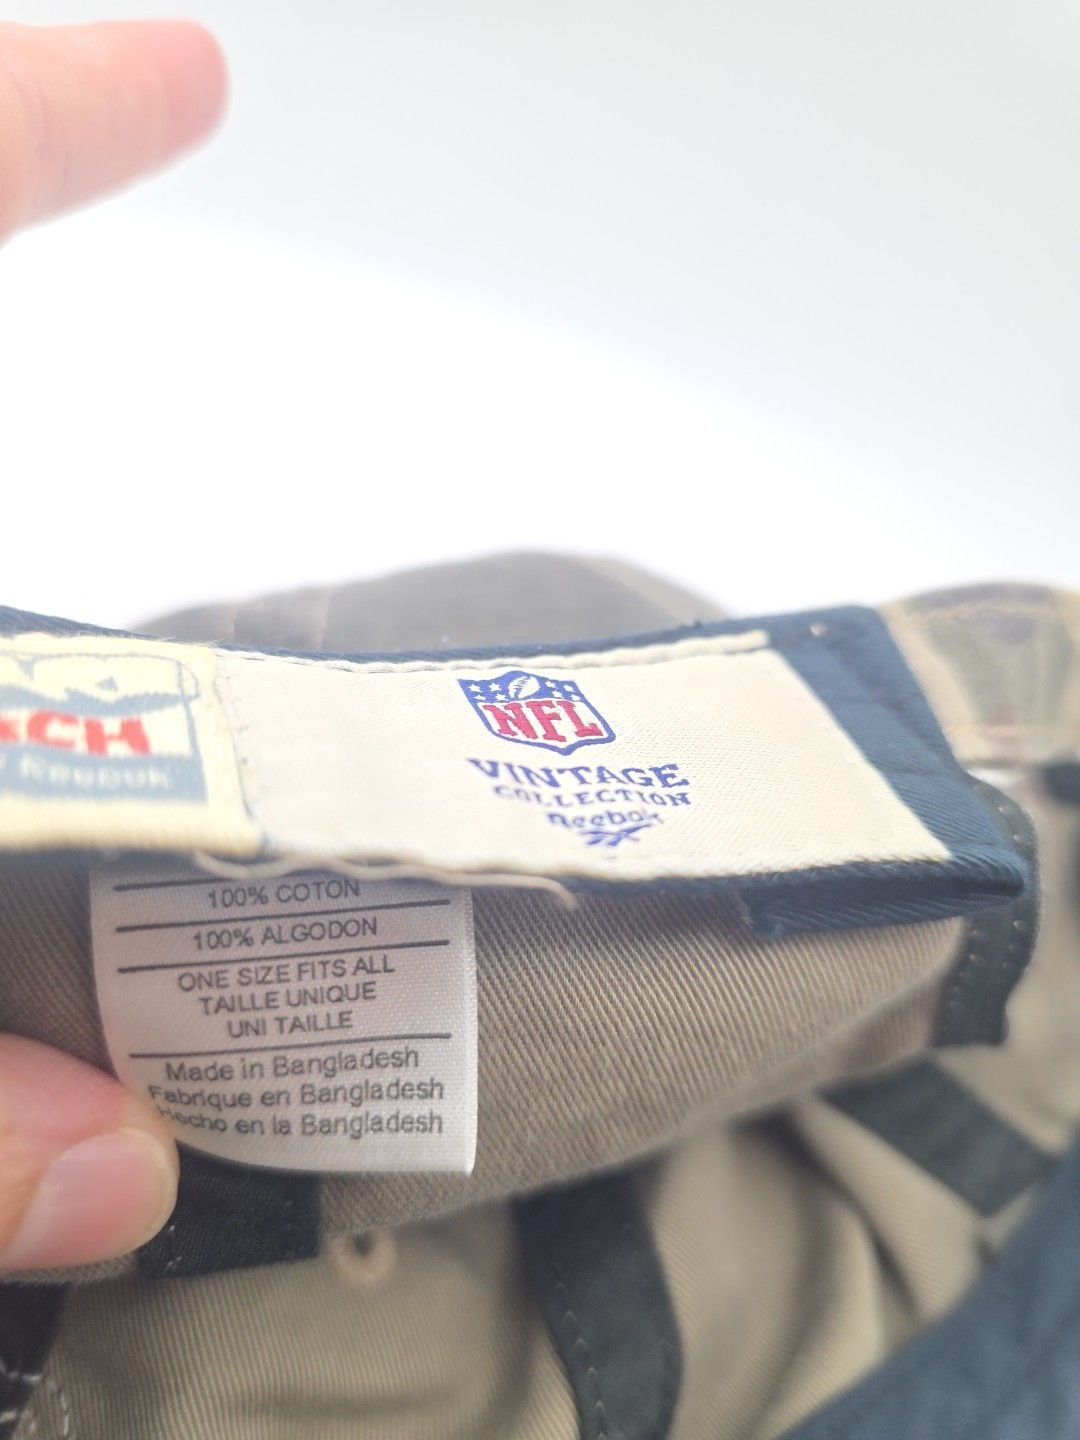 NFL
VINTAGE
COLLECTION
Reebok
100% COTON
100% ALGODON
ONE SIZE FITS ALL
TAILLE UNIQUE
UNI TAILLE
Made in Bangladesh
Fabrique en Bangladesh
Hecho en la Bangladesh